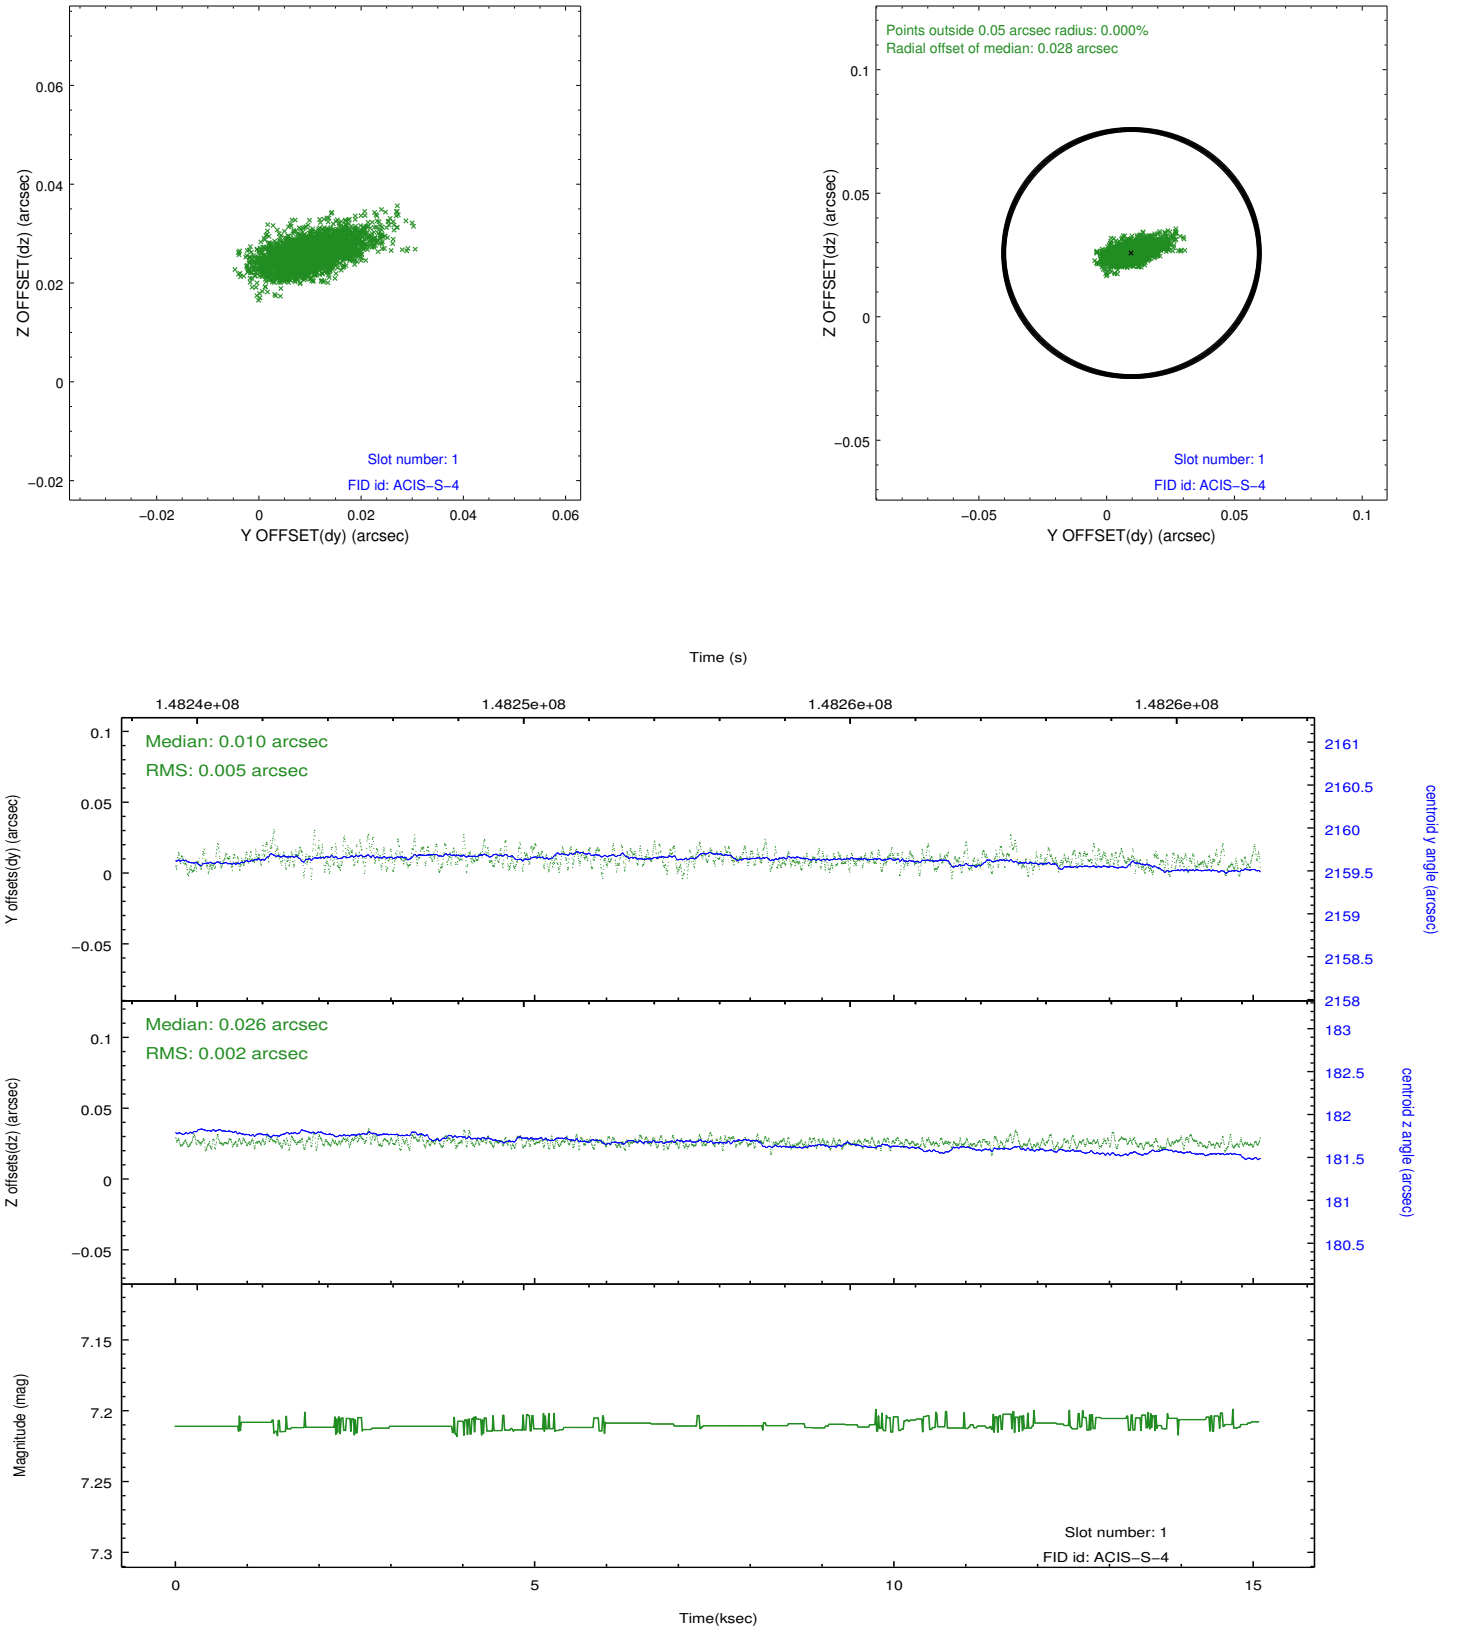 0.06
0.04
0.02
0
−0.02
Z OFFSET(dz) (arcsec)
Slot number: 1
FID id: ACIS−S−4
−0.02 0 0.02 0.04 0.06
Y OFFSET(dy) (arcsec)
Points outside 0.05 arcsec radius: 0.000%
Radial offset of median: 0.028 arcsec
0.1
0.05
0
−0.05
Z OFFSET(dz) (arcsec)
Slot number: 1
FID id: ACIS−S−4
−0.05 0 0.05 0.1
Y OFFSET(dy) (arcsec)
Time (s)
1.4824e+08 1.4825e+08 1.4826e+08 1.4826e+08
Median: 0.010 arcsec
RMS: 0.005 arcsec
0.1
0.05
0
−0.05
Y offsets(dy) (arcsec)
2161
2160.5
2160
2159.5
2159
2158.5
2158
centroid y angle (arcsec)
Median: 0.026 arcsec
RMS: 0.002 arcsec
0.1
0.05
0
−0.05
Z offsets(dz) (arcsec)
183
182.5
182
181.5
181
180.5
centroid z angle (arcsec)
7.15
7.2
7.25
7.3
Magnitude (mag)
Slot number: 1
FID id: ACIS−S−4
0 5 10 15
Time(ksec)